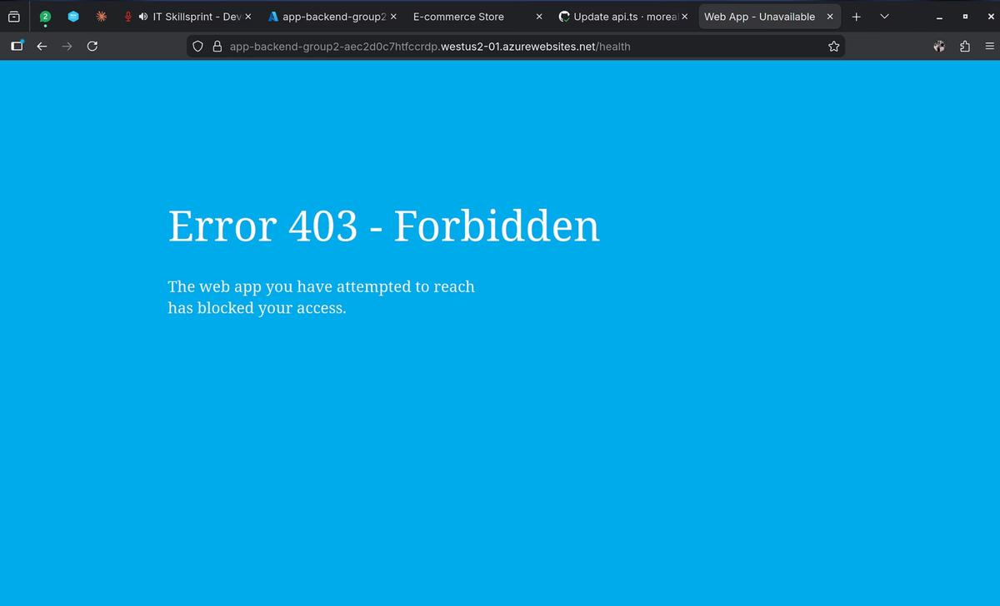 2
IT Skillsprint - Dev
app-backend-group2
E-commerce Store
Update api.ts · moreal
Web App - Unavailable
app-backend-group2-aec2d0c7htfccrdp.westus2-01.azurewebsites.net/health
Error 403 - Forbidden
The web app you have attempted to reach
has blocked your access.